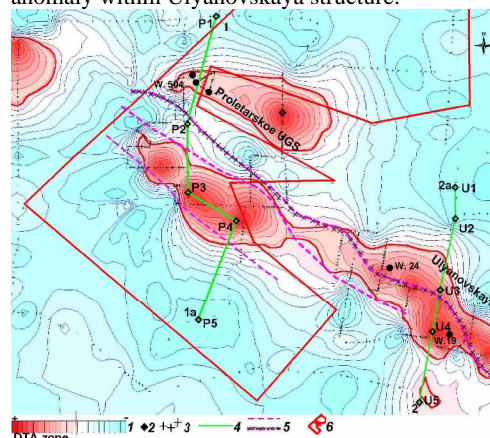 anomaly within Ulyanovskaya structure.
P1
1
W. 504
Proletarskoe UGS
P2
P3
P4
1a
P5
2a
U1
U2
W. 24
Ulyanovskay
U3
U4
W.19
2
U5
+ - 1 2 3 4 5 6
DTA zone